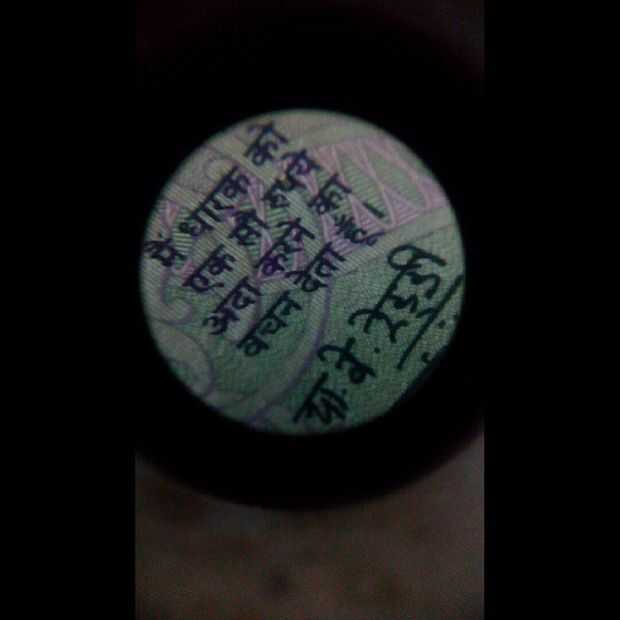 मैं धारक को
एक सौ रुपये
अदा करने का
वचन देता हूँ।
या. वे. रेड्डी